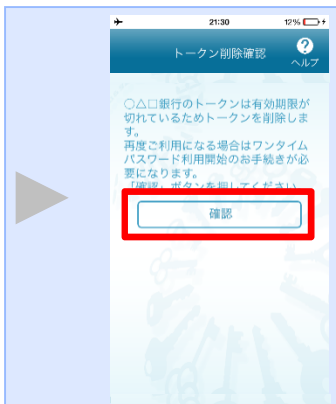 21:30
12%
トークン削除確認
?
ヘルプ
○△□銀行のトークンは有効期限が
切れているためトークンを削除しま
す。
再度ご利用になる場合はワンタイム
パスワード利用開始のお手続きが必
要になります。
「確認」ボタンを押してください
確認